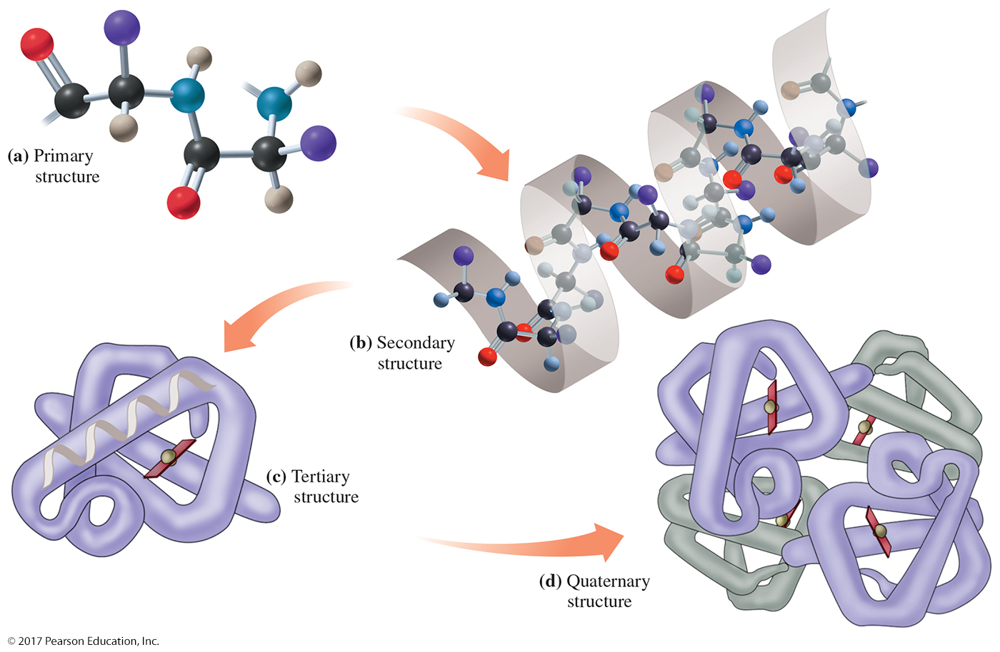 (a) Primary
structure
(b) Secondary
structure
(c) Tertiary
structure
(d) Quaternary
structure
© 2017 Pearson Education, Inc.